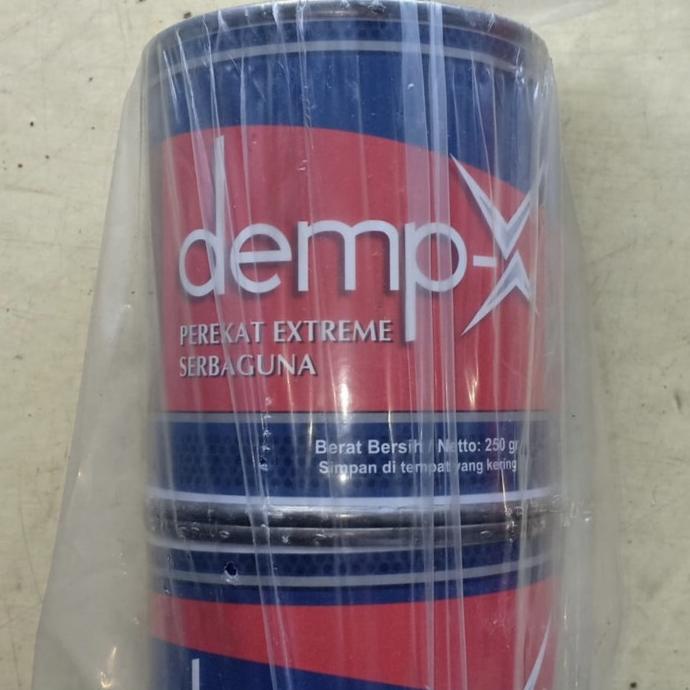 demp-X
PEREKAT EXTREME
SERBAGUNA
Berat Bersih / Netto: 250 gr
Simpan di tempat yang kering